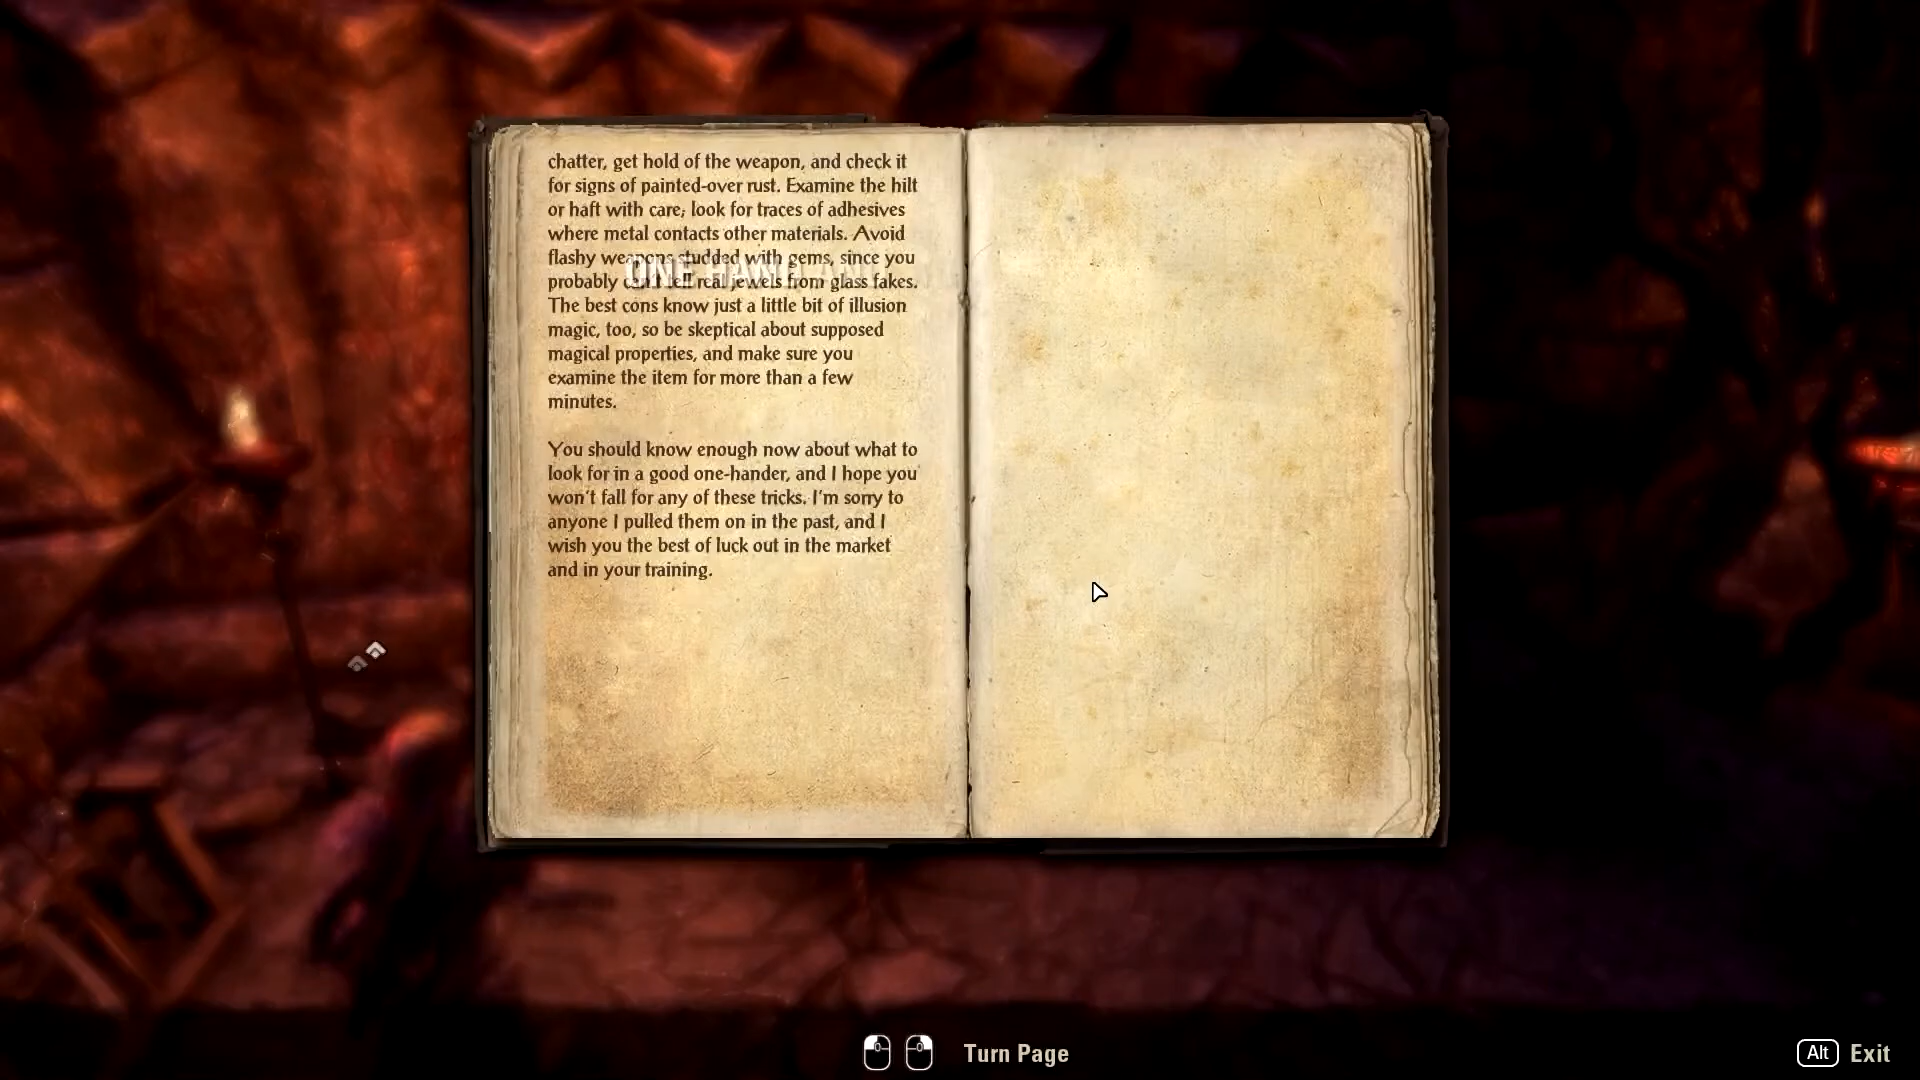 chatter, get hold of the weapon, and check it
for signs of painted-over rust. Examine the hilt
or haft with care; look for traces of adhesives
where metal contacts other materials. Avoid
flashy weapons studded with gems, since you
probably can't tell real jewels from glass fakes.
The best cons know just a little bit of illusion
magic, too, so be skeptical about supposed
magical properties, and make sure you
examine the item for more than a few
minutes.
You should know enough now about what to
look for in a good one-hander, and I hope you
won't fall for any of these tricks. I'm sorry to
anyone I pulled them on in the past, and I
wish you the best of luck out in the market
and in your training.
ONE HAND AND
Turn Page
Alt Exit